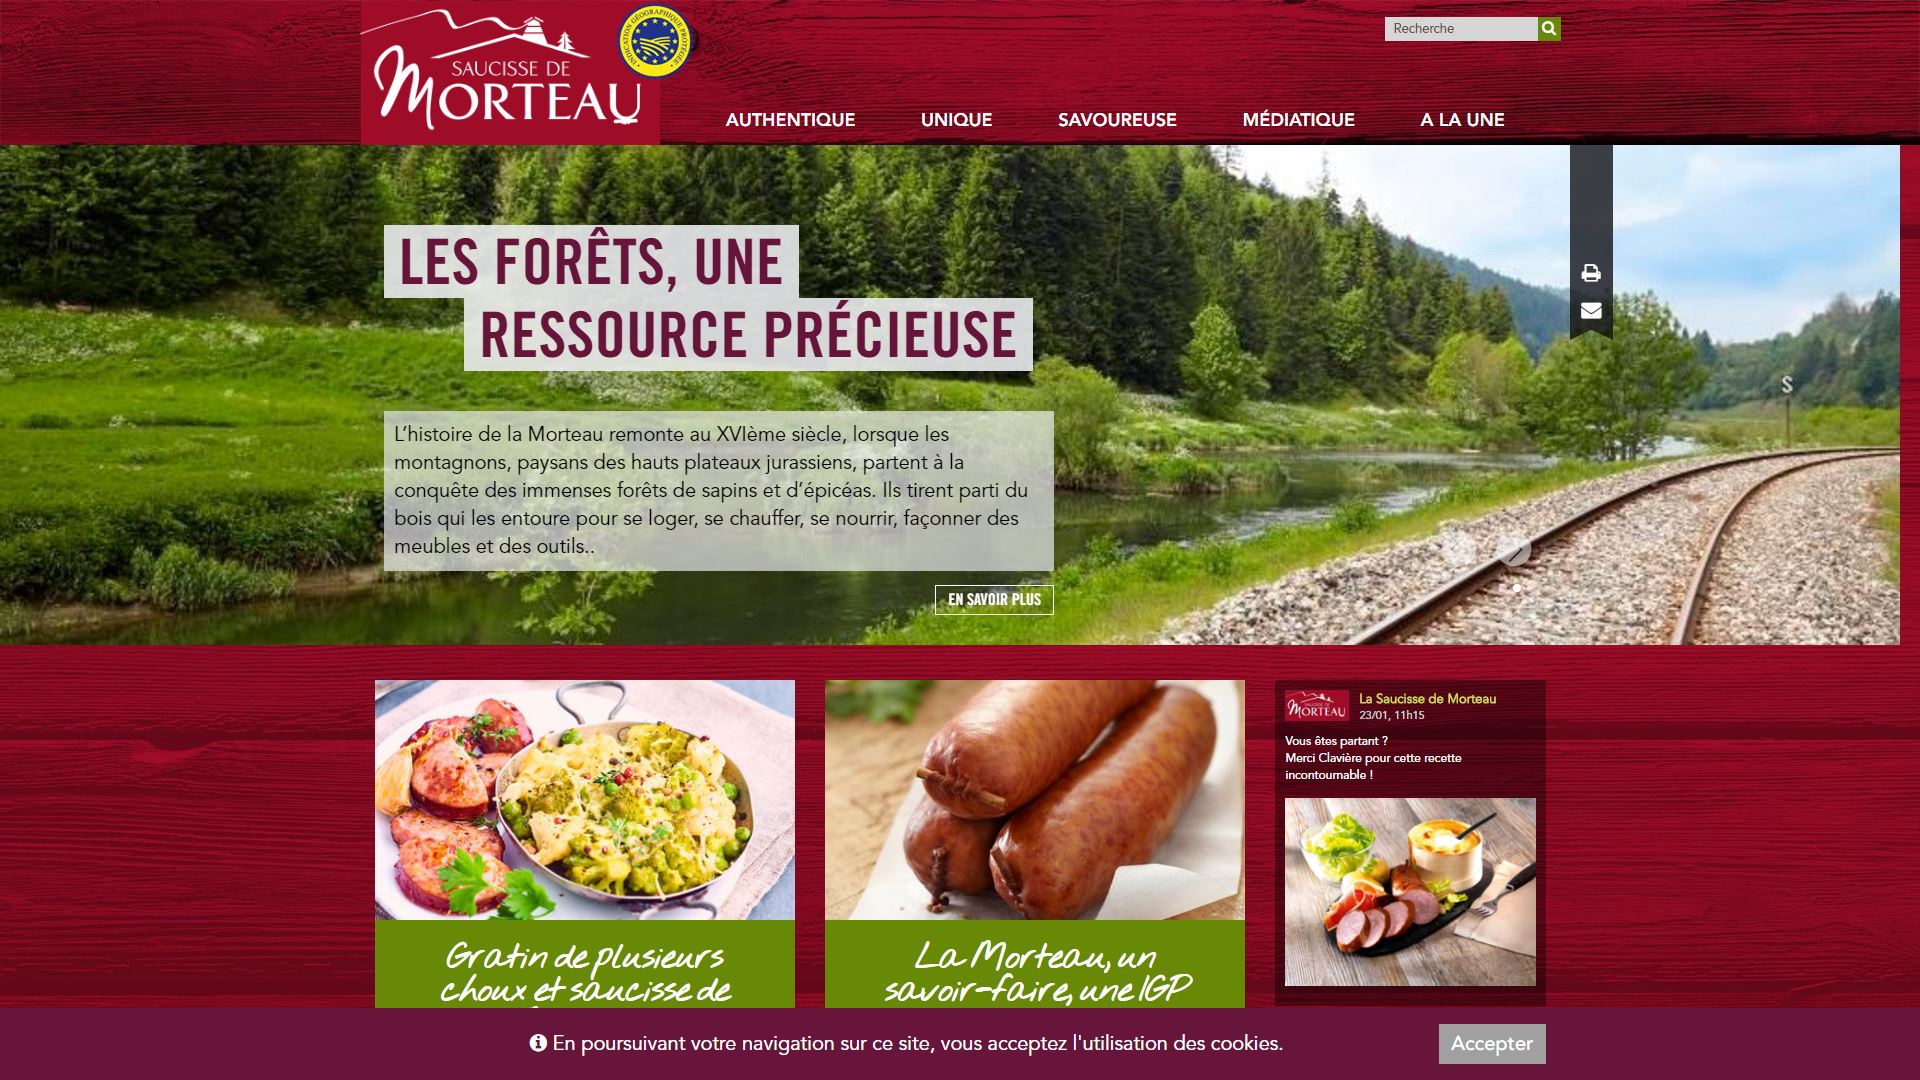 SAUCISSE DE
MORTEAU
INDICATION GÉOGRAPHIQUE PROTÉGÉE
Recherche
AUTHENTIQUE
UNIQUE
SAVOUREUSE
MÉDIATIQUE
A LA UNE
LES FORÊTS, UNE
RESSOURCE PRÉCIEUSE
S
L’histoire de la Morteau remonte au XVIème siècle, lorsque les
montagnons, paysans des hauts plateaux jurassiens, partent à la
conquête des immenses forêts de sapins et d’épicéas. Ils tirent parti du
bois qui les entoure pour se loger, se chauffer, se nourrir, façonner des
meubles et des outils..
EN SAVOIR PLUS
Gratin de plusieurs
choux et saucisse de
La Morteau, un
savoir-faire, une IGP
SAUCISSE DE
MORTEAU
La Saucisse de Morteau
23/01, 11h15
Vous êtes partant ?
Merci Clavière pour cette recette
incontournable !
En poursuivant votre navigation sur ce site, vous acceptez l'utilisation des cookies.
Accepter